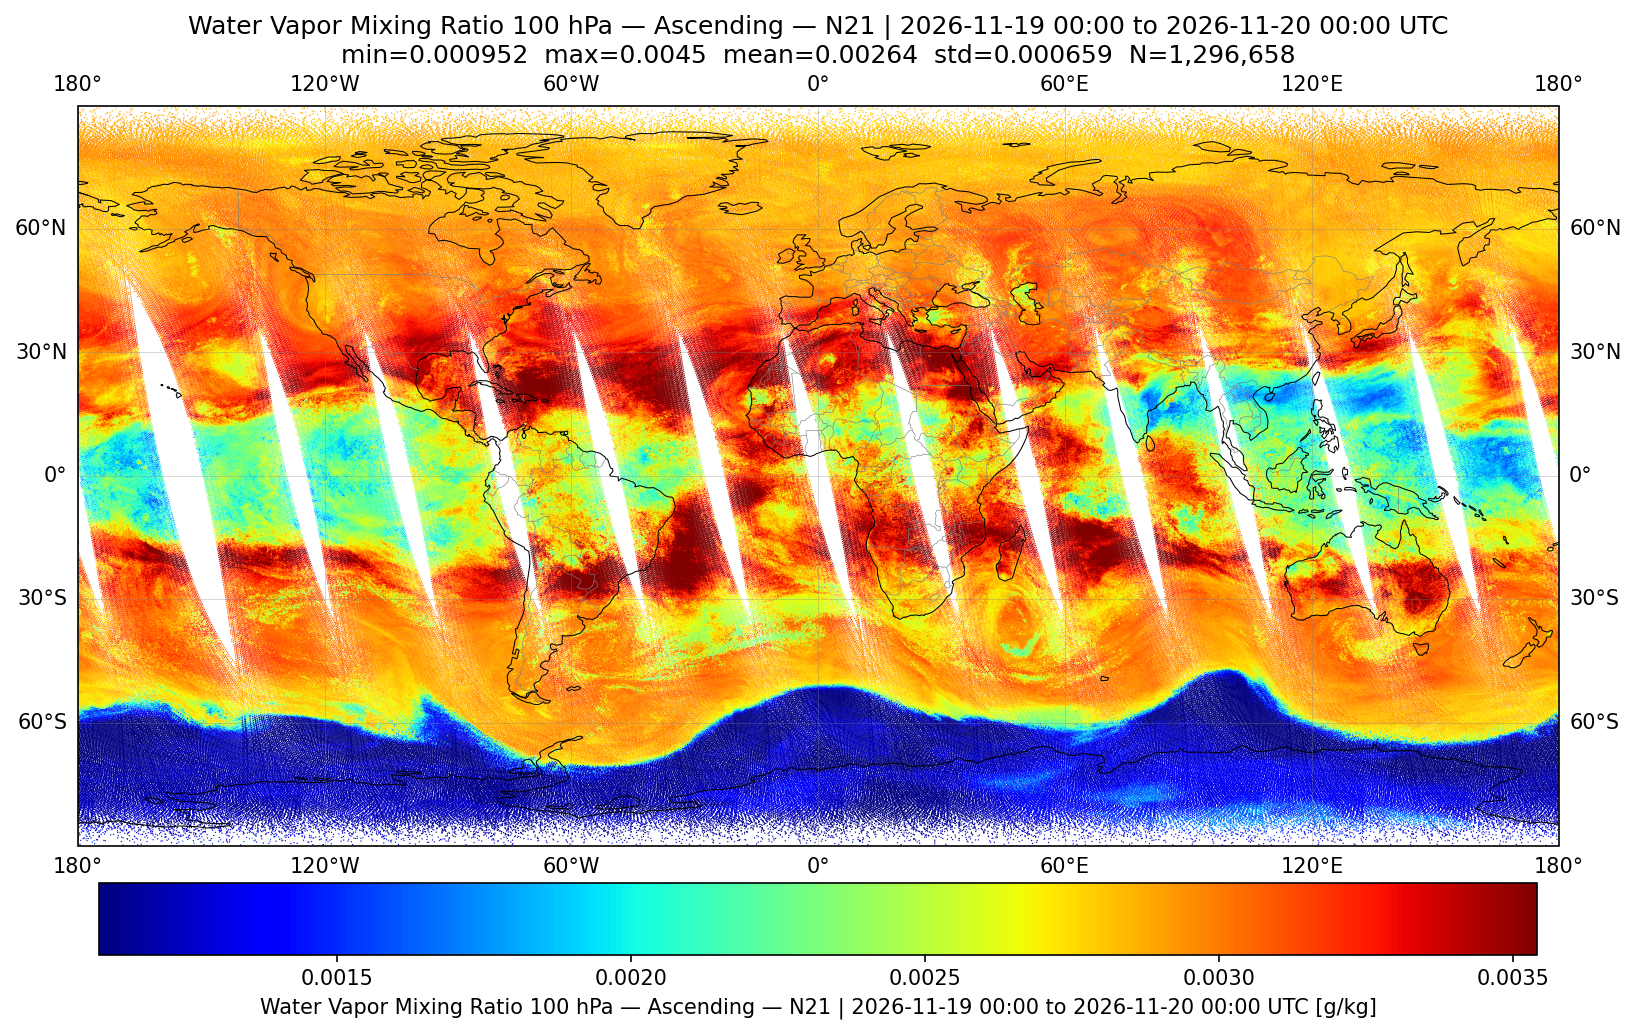 Water Vapor Mixing Ratio 100 hPa — Ascending — N21 | 2026-11-19 00:00 to 2026-11-20 00:00 UTC
min=0.000952 max=0.0045 mean=0.00264 std=0.000659 N=1,296,658
180° 120°W 60°W 0° 60°E 120°E 180°
60°N 60°N
30°N 30°N
0° 0°
30°S 30°S
60°S 60°S
180° 120°W 60°W 0° 60°E 120°E 180°
0.0015 0.0020 0.0025 0.0030 0.0035
Water Vapor Mixing Ratio 100 hPa — Ascending — N21 | 2026-11-19 00:00 to 2026-11-20 00:00 UTC [g/kg]